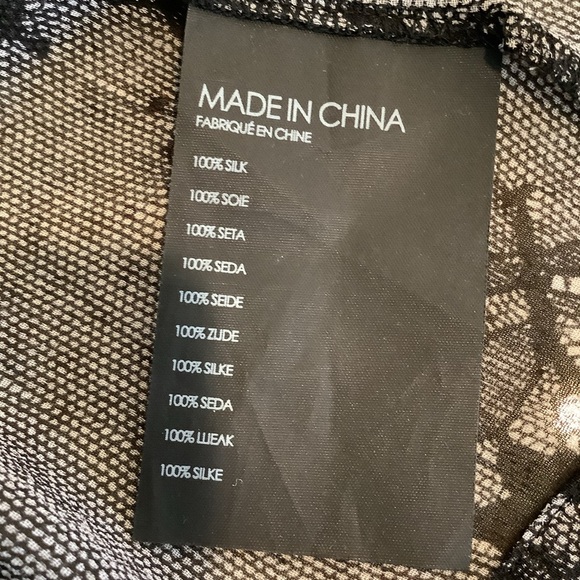 MADE IN CHINA
FABRIQUÉ EN CHINE
100% SILK
100% SOIE
100% SETA
100% SEDA
100% SEIDE
100% ZIJDE
100% SILKE
100% SEDA
100% ШЕЛК
100% SILKE